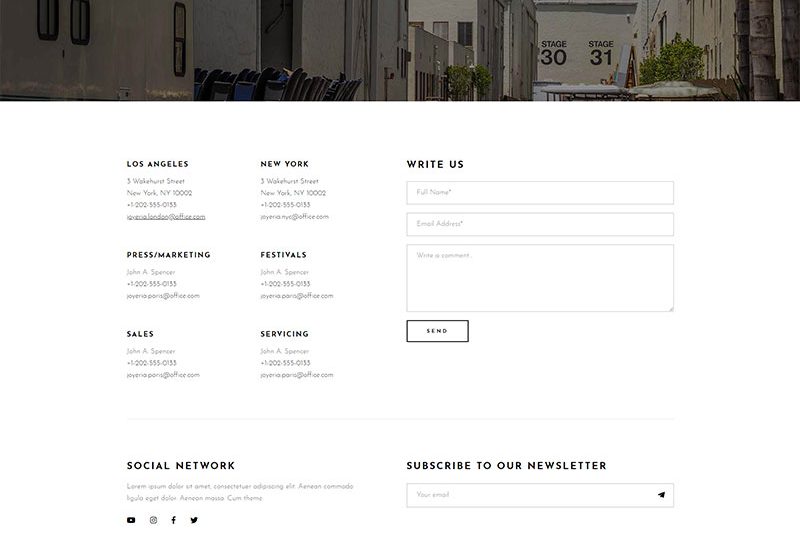 STAGE 30
STAGE 31
LOS ANGELES
3 Wakehurst Street
New York, NY 10002
+1-202-555-0133
joyeria.london@office.com
NEW YORK
3 Wakehurst Street
New York, NY 10002
+1-202-555-0133
joyeria.nyc@office.com
PRESS/MARKETING
John A. Spencer
+1-202-555-0133
joyeria.paris@office.com
FESTIVALS
John A. Spencer
+1-202-555-0133
joyeria.paris@office.com
SALES
John A. Spencer
+1-202-555-0133
joyeria.paris@office.com
SERVICING
John A. Spencer
+1-202-555-0133
joyeria.paris@office.com
WRITE US
Full Name*
Email Address*
Write a comment...
SEND
SOCIAL NETWORK
Lorem ipsum dolor sit amet, consectetuer adipiscing elit. Aenean commodo
ligula eget dolor. Aenean massa. Cum theme
SUBSCRIBE TO OUR NEWSLETTER
Your email